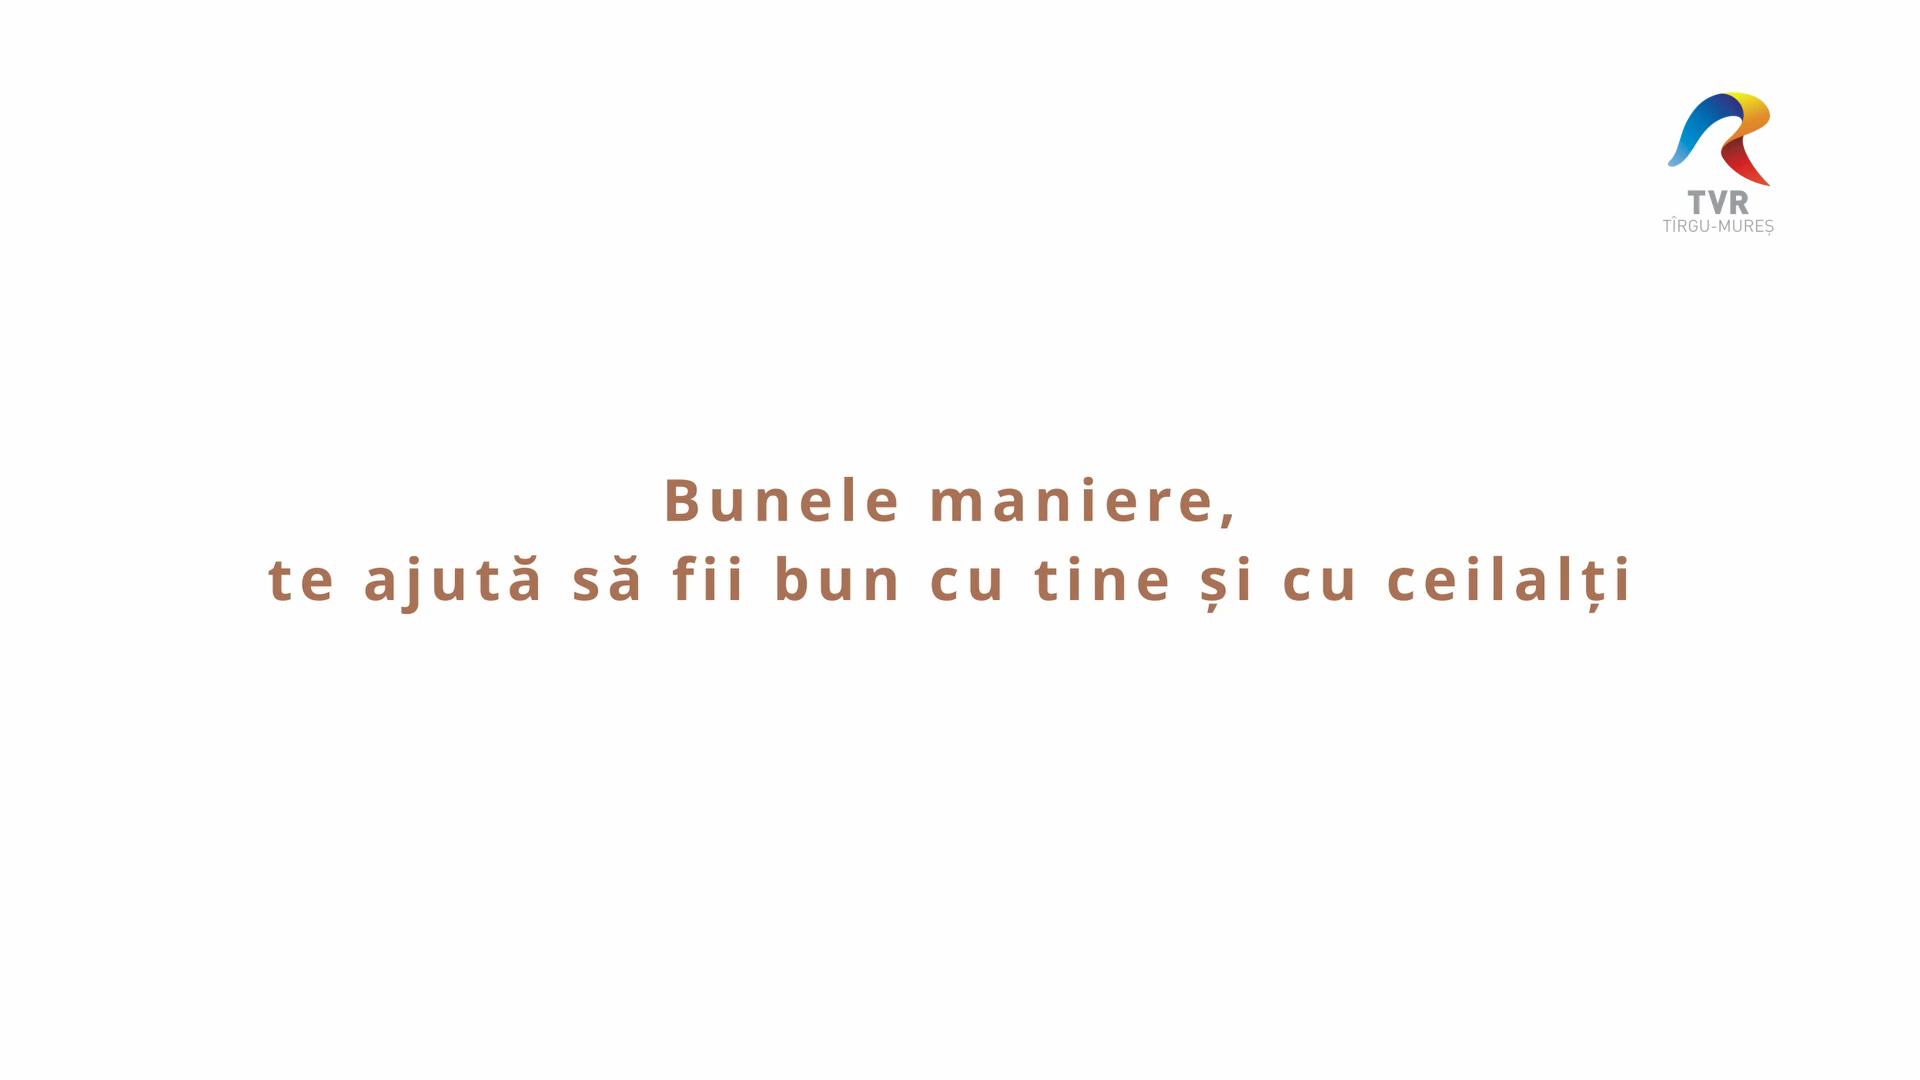 TVR
TÎRGU-MUREȘ
Bunele maniere,
te ajută să fii bun cu tine și cu ceilalți